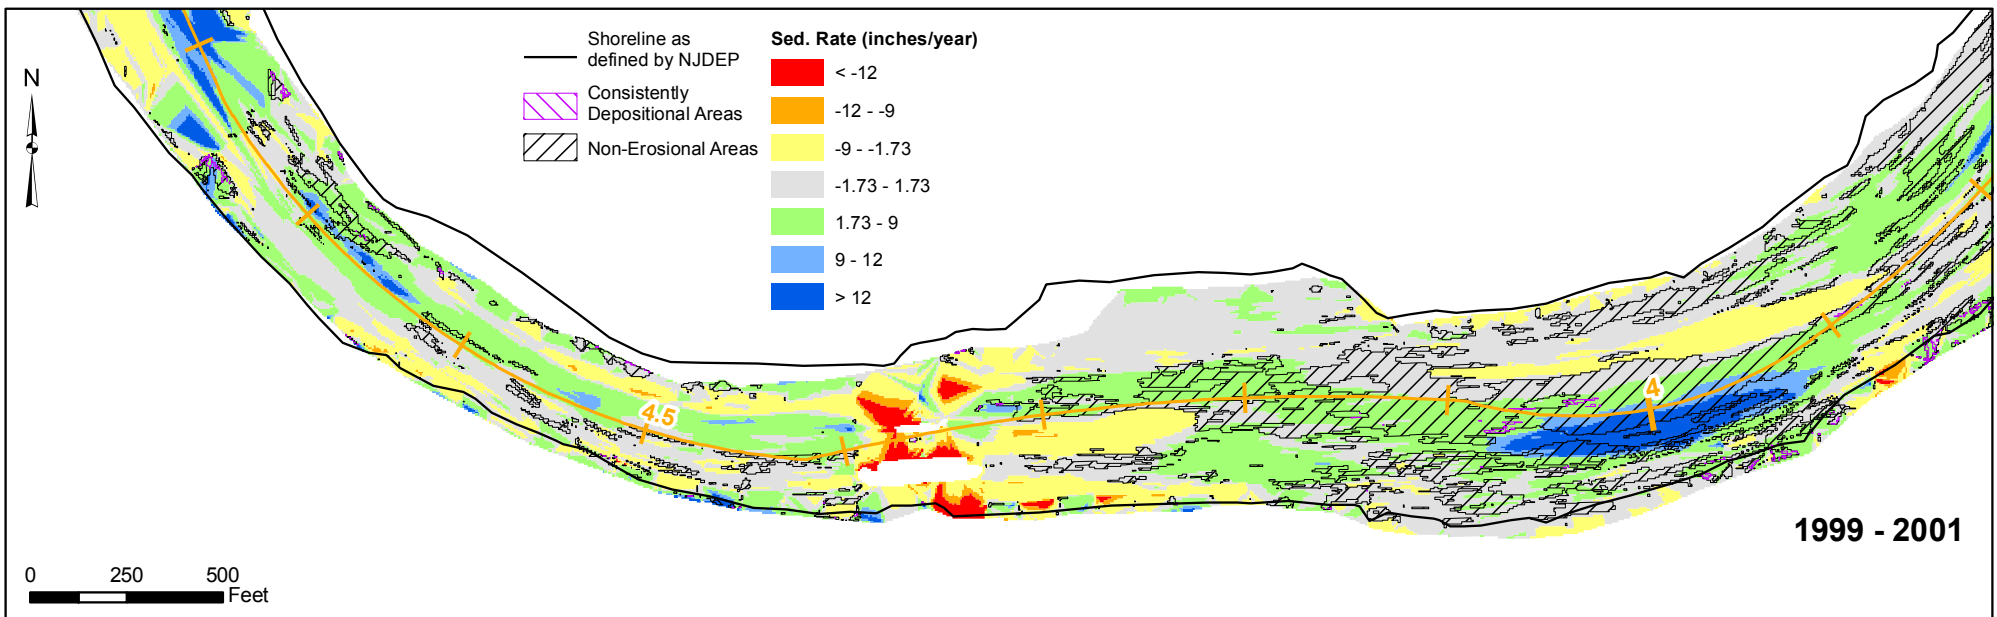 N
Shoreline as
defined by NJDEP
Consistently
Depositional Areas
Non-Erosional Areas
Sed. Rate (inches/year)
< -12
-12 - -9
-9 - -1.73
-1.73 - 1.73
1.73 - 9
9 - 12
> 12
4.5
4
1999 - 2001
0 250 500
Feet